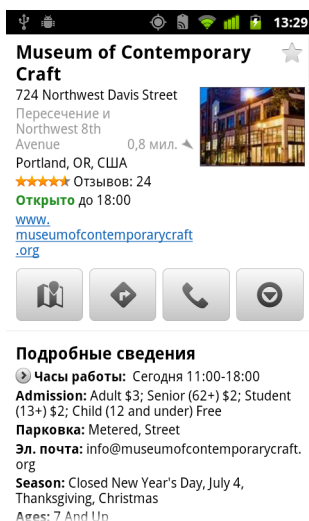 13:29
Museum of Contemporary
Craft
724 Northwest Davis Street
Пересечение и
Northwest 8th
Avenue 0,8 мил.
Portland, OR, США
Отзывов: 24
Открыто до 18:00
www.
museumofcontemporarycraft
.org
Подробные сведения
Часы работы: Сегодня 11:00-18:00
Admission: Adult $3; Senior (62+) $2; Student
(13+) $2; Child (12 and under) Free
Парковка: Metered, Street
Эл. почта: info@museumofcontemporarycraft.
org
Season: Closed New Year's Day, July 4,
Thanksgiving, Christmas
Ages: 7 And Up